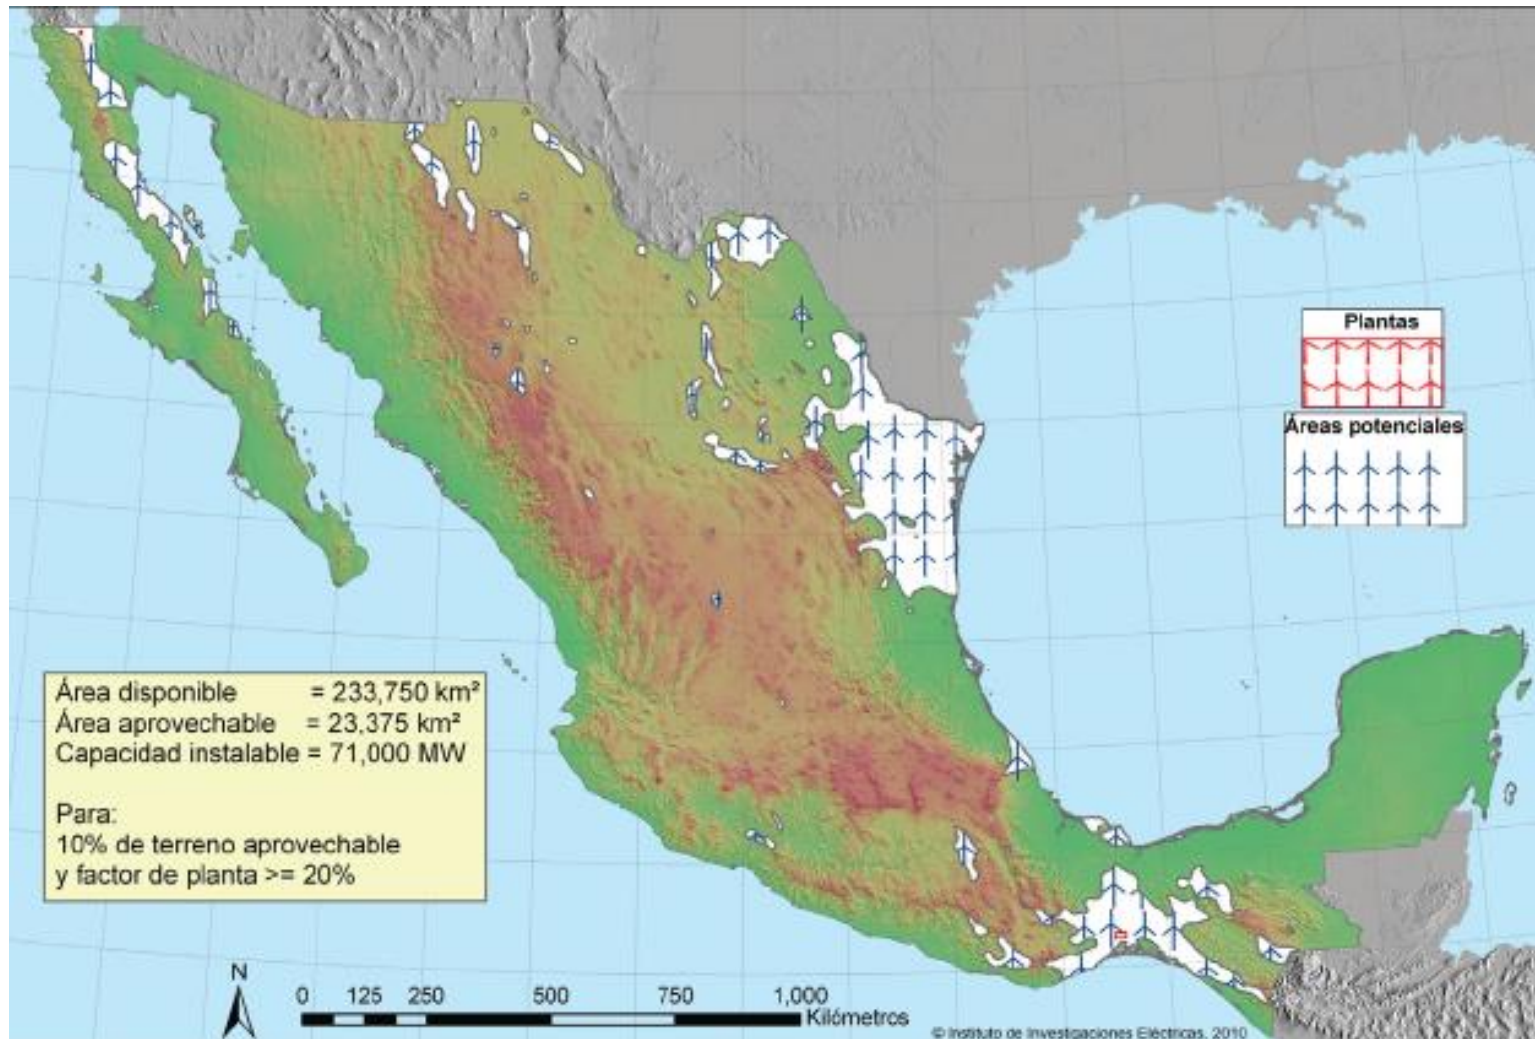 Plantas
Áreas potenciales
Área disponible = 233,750 km²
Área aprovechable = 23,375 km²
Capacidad instalable = 71,000 MW
Para:
10% de terreno aprovechable
y factor de planta >= 20%
N
0 125 250 500 750 1,000
Kilómetros
© Instituto de Investigaciones Eléctricas, 2010